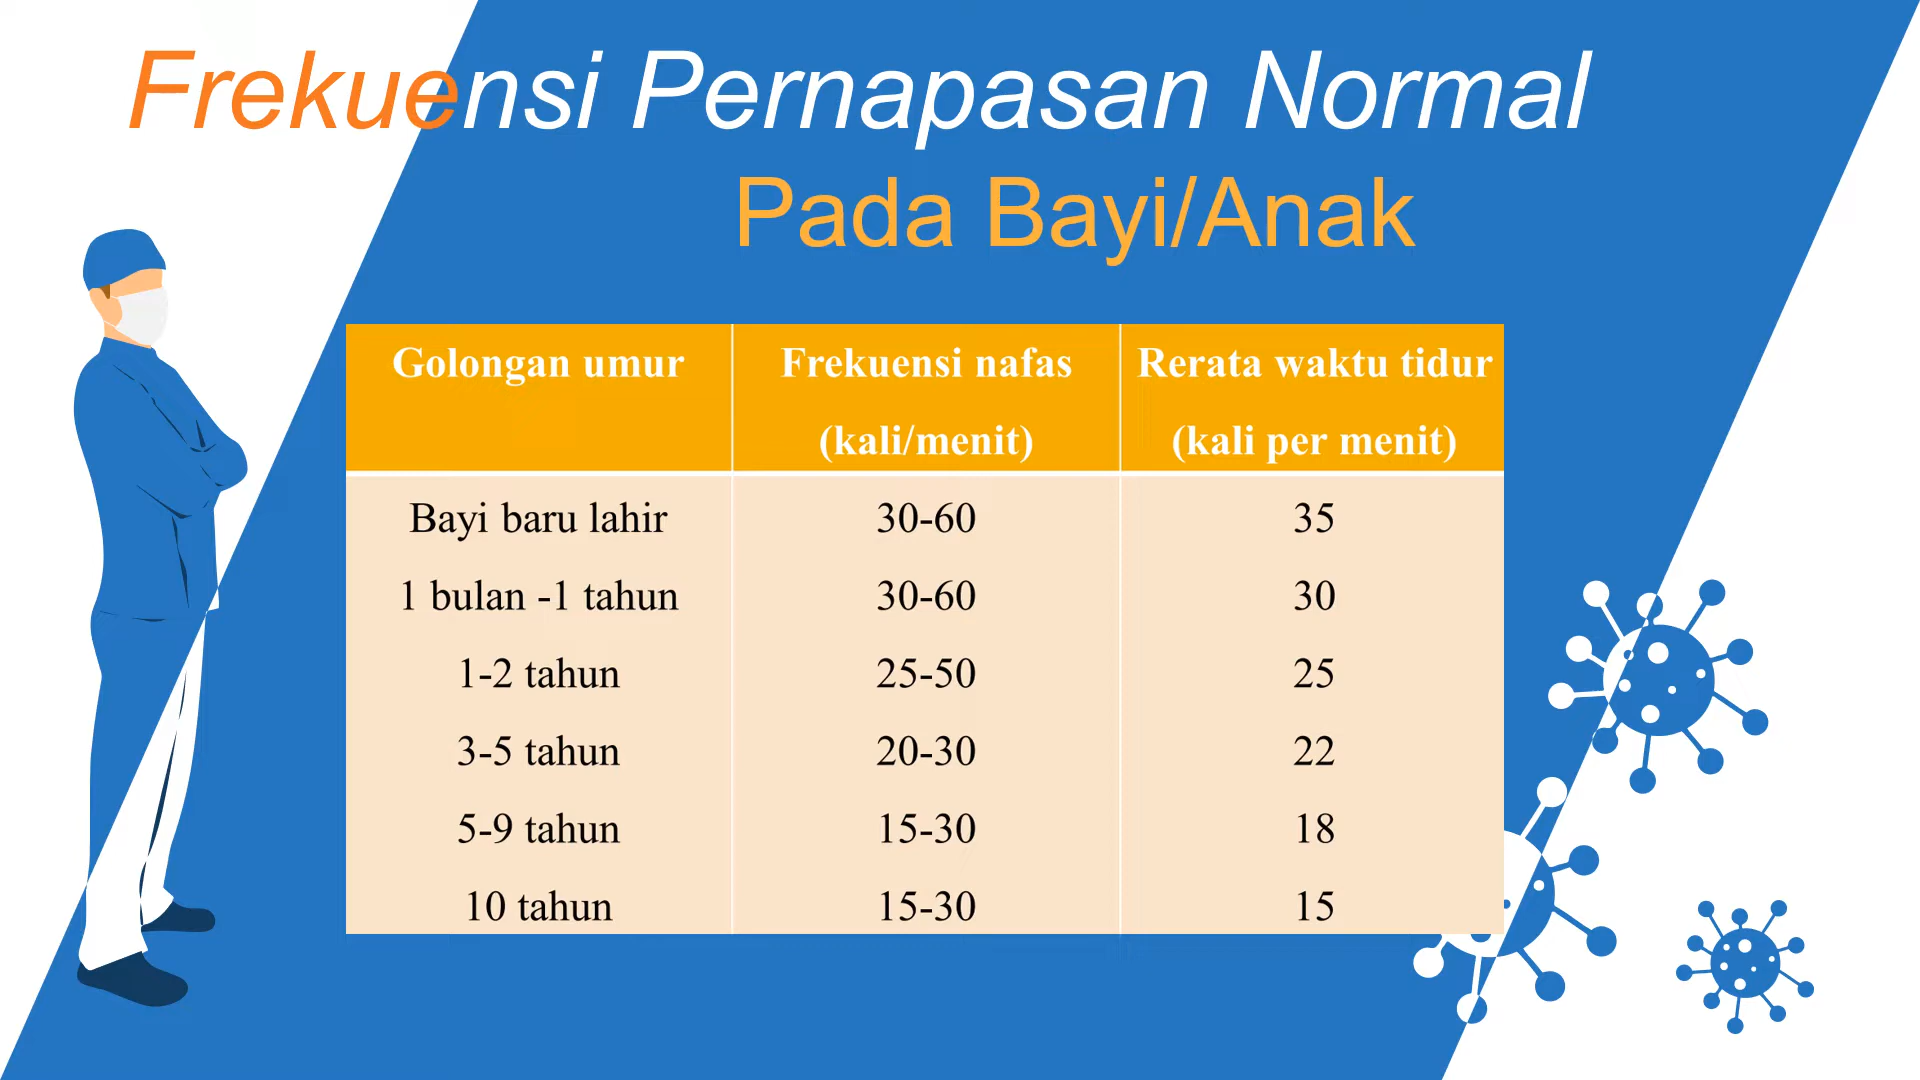 Frekuensi Pernapasan Normal
Pada Bayi/Anak
Golongan umur Frekuensi nafas Rerata waktu tidur
(kali/menit) (kali per menit)
Bayi baru lahir 30-60 35
1 bulan -1 tahun 30-60 30
1-2 tahun 25-50 25
3-5 tahun 20-30 22
5-9 tahun 15-30 18
10 tahun 15-30 15